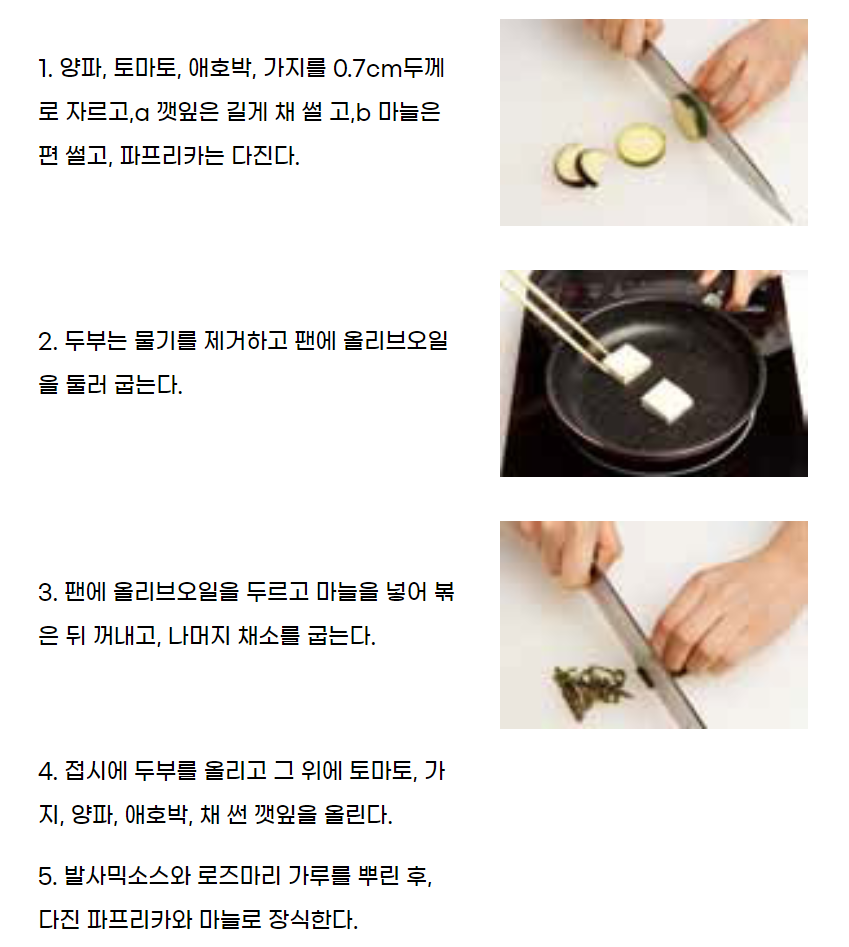 1. 양파, 토마토, 애호박, 가지를 0.7cm두께
로 자르고,a 깻잎은 길게 채 썰 고,b 마늘은
편 썰고, 파프리카는 다진다.
2. 두부는 물기를 제거하고 팬에 올리브오일
을 둘러 굽는다.
3. 팬에 올리브오일을 두르고 마늘을 넣어 볶
은 뒤 꺼내고, 나머지 채소를 굽는다.
4. 접시에 두부를 올리고 그 위에 토마토, 가
지, 양파, 애호박, 채 썬 깻잎을 올린다.
5. 발사믹소스와 로즈마리 가루를 뿌린 후,
다진 파프리카와 마늘로 장식한다.